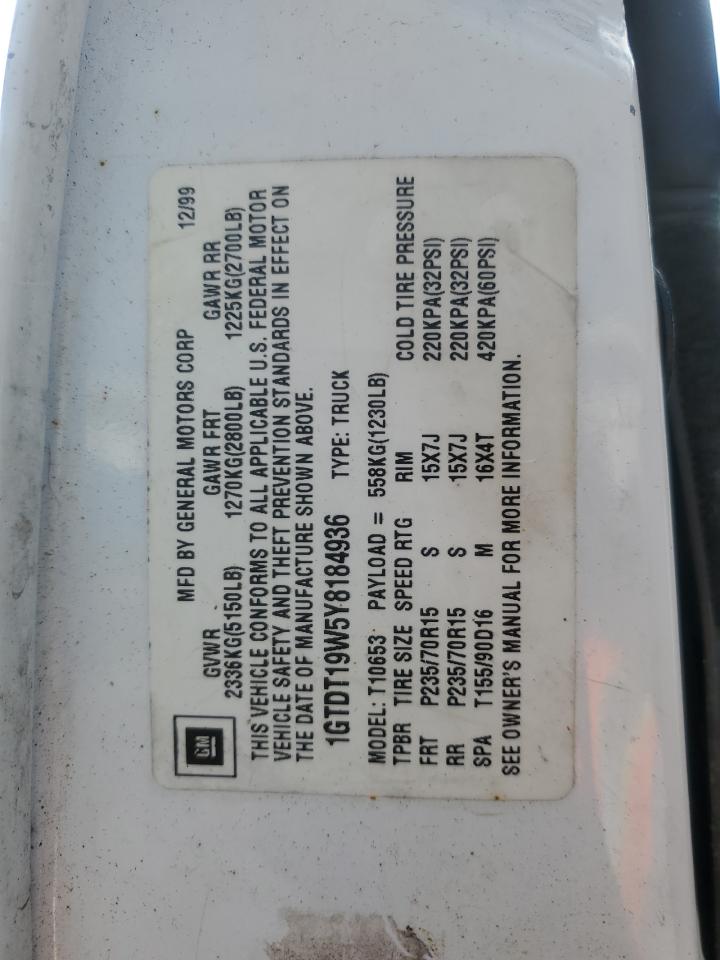 GM
MFD BY GENERAL MOTORS CORP 12/99
GVWR GAWR FRT GAWR RR
2336KG(5150LB) 1270KG(2800LB) 1225KG(2700LB)
THIS VEHICLE CONFORMS TO ALL APPLICABLE U.S. FEDERAL MOTOR
VEHICLE SAFETY AND THEFT PREVENTION STANDARDS IN EFFECT ON
THE DATE OF MANUFACTURE SHOWN ABOVE.
1GTDT19W5Y8184936 TYPE: TRUCK
MODEL: T10653 PAYLOAD = 558KG(1230LB)
TPBR TIRE SIZE SPEED RTG RIM COLD TIRE PRESSURE
FRT P235/70R15 S 15X7J 220KPA(32PSI)
RR P235/70R15 S 15X7J 220KPA(32PSI)
SPA T155/90D16 M 16X4T 420KPA(60PSI)
SEE OWNER'S MANUAL FOR MORE INFORMATION.